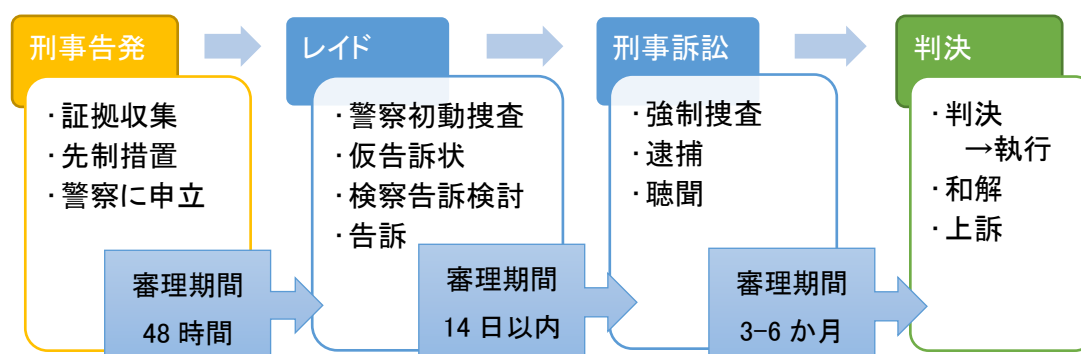 刑事告発
・証拠収集
・先制措置
・警察に申立
審理期間
48 時間
レイド
・警察初動捜査
・仮告訴状
・検察告訴検討
・告訴
審理期間
14 日以内
刑事訴訟
・強制捜査
・逮捕
・聴聞
審理期間
3-6 か月
判決
・判決
→執行
・和解
・上訴